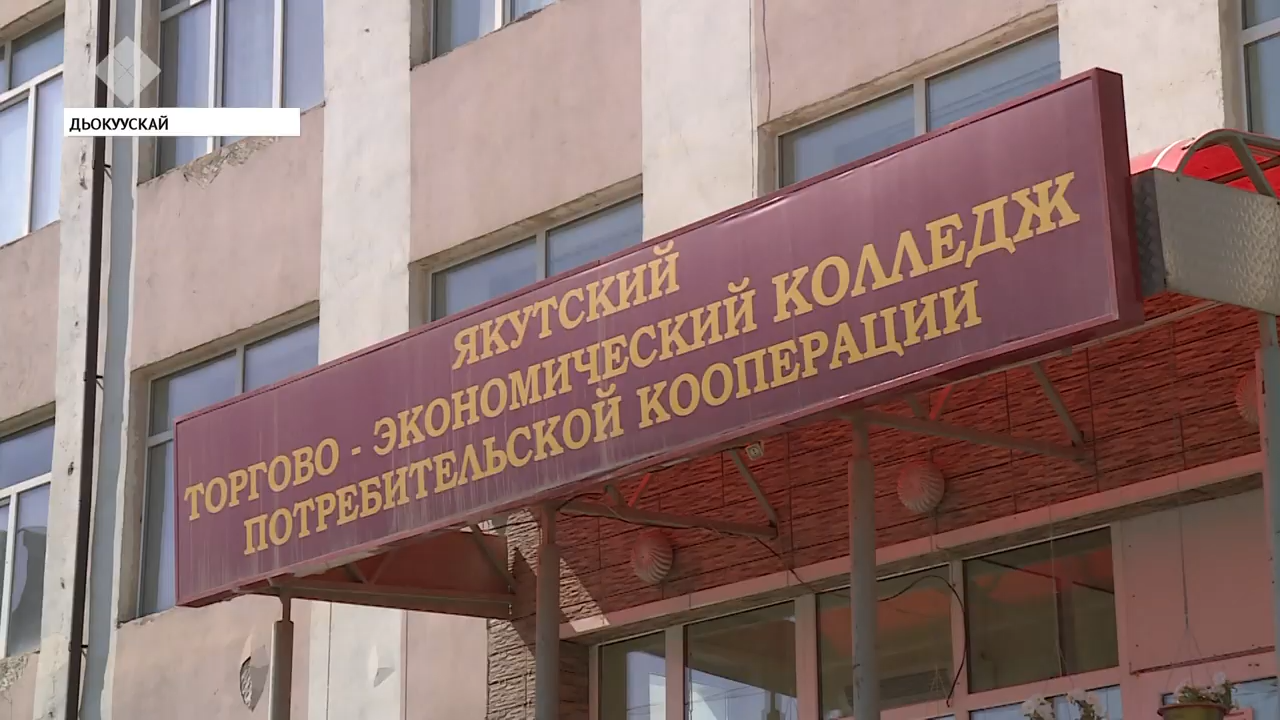 ДЬОКУУСКАЙ
ЯКУТСКИЙ
ТОРГОВО - ЭКОНОМИЧЕСКИЙ КОЛЛЕДЖ
ПОТРЕБИТЕЛЬСКОЙ КООПЕРАЦИИ